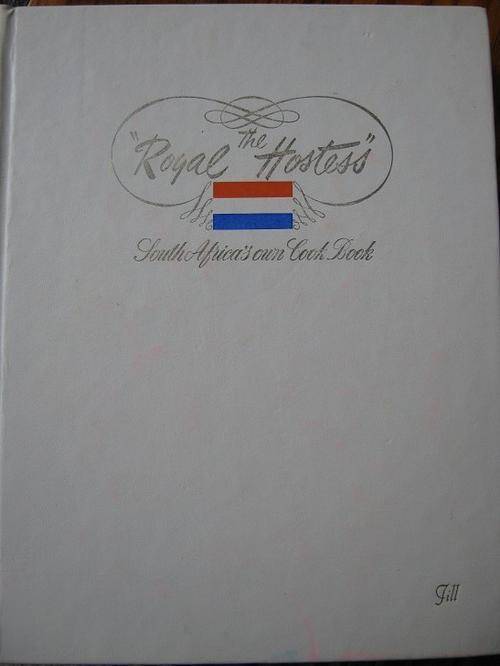 "Royal The Hostess"
South Africa's own Cook Book
Jill